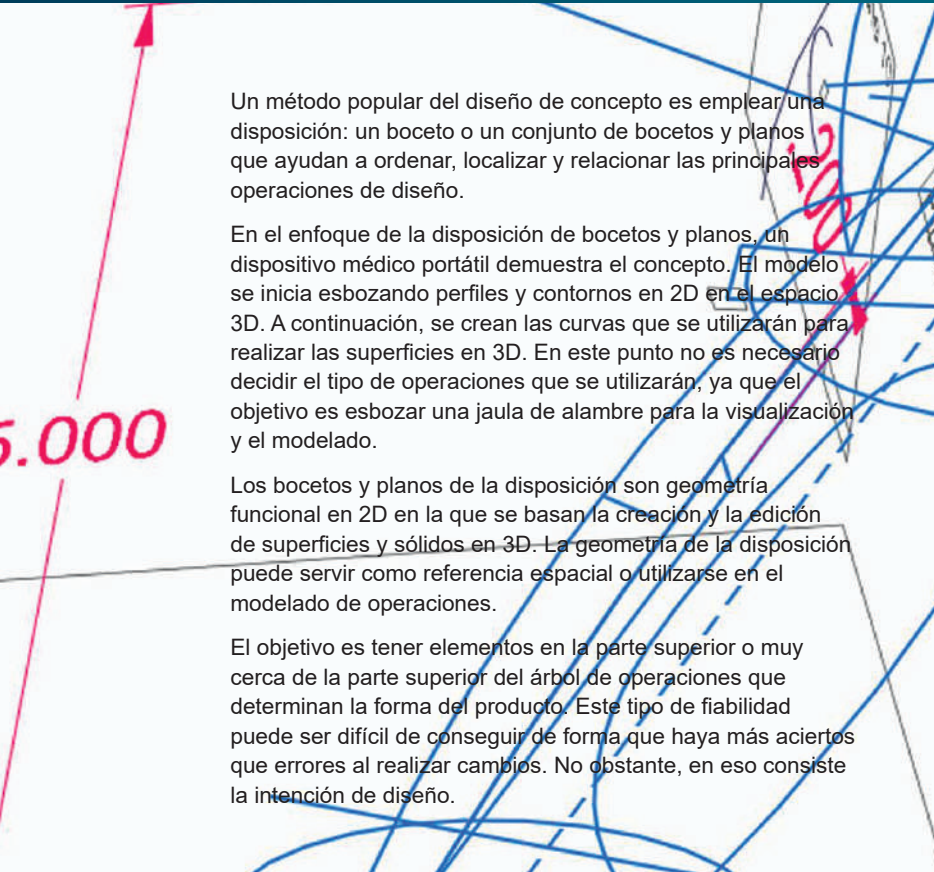 Un método popular del diseño de concepto es emplear una
disposición: un boceto o un conjunto de bocetos y planos
que ayudan a ordenar, localizar y relacionar las principales
operaciones de diseño.
En el enfoque de la disposición de bocetos y planos, un
dispositivo médico portátil demuestra el concepto. El modelo
se inicia esbozando perfiles y contornos en 2D en el espacio
3D. A continuación, se crean las curvas que se utilizarán para
realizar las superficies en 3D. En este punto no es necesario
decidir el tipo de operaciones que se utilizarán, ya que el
objetivo es esbozar una jaula de alambre para la visualización
y el modelado.
Los bocetos y planos de la disposición son geometría
funcional en 2D en la que se basan la creación y la edición
de superficies y sólidos en 3D. La geometría de la disposición
puede servir como referencia espacial o utilizarse en el
modelado de operaciones.
El objetivo es tener elementos en la parte superior o muy
cerca de la parte superior del árbol de operaciones que
determinan la forma del producto. Este tipo de fiabilidad
puede ser difícil de conseguir de forma que haya más aciertos
que errores al realizar cambios. No obstante, en eso consiste
la intención de diseño.
5.000